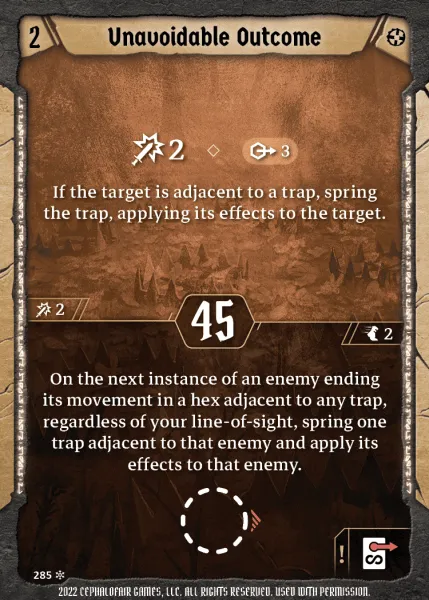 2
Unavoidable Outcome
2
3
If the target is adjacent to a trap, spring
the trap, applying its effects to the target.
2
45
2
On the next instance of an enemy ending
its movement in a hex adjacent to any trap,
regardless of your line-of-sight, spring one
trap adjacent to that enemy and apply its
effects to that enemy.
!
285
2022 CEPHALOFAIR GAMES, LLC. ALL RIGHTS RESERVED. USED WITH PERMISSION.